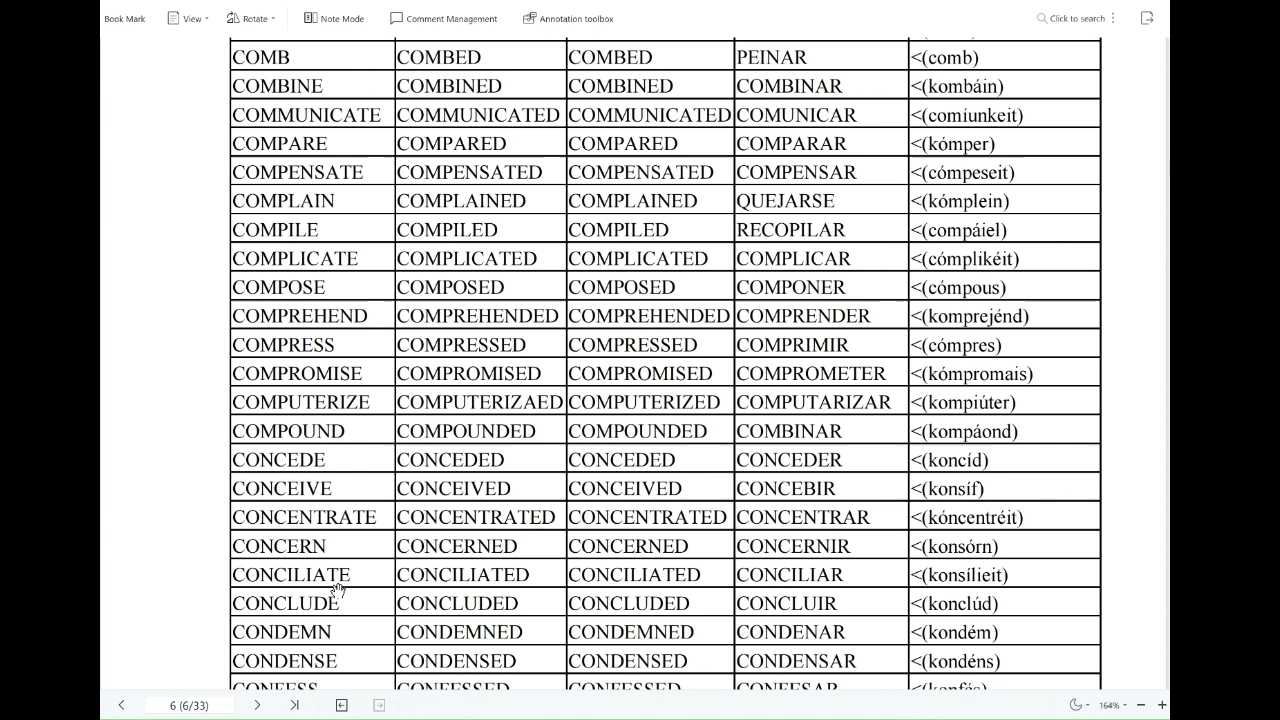 Book Mark View Rotate Note Mode Comment Management Annotation toolbox Click to search
COMB COMBED COMBED PEINAR <(comb)
COMBINE COMBINED COMBINED COMBINAR <(kombáin)
COMMUNICATE COMMUNICATED COMMUNICATED COMUNICAR <(comíunkeit)
COMPARE COMPARED COMPARED COMPARAR <(kómper)
COMPENSATE COMPENSATED COMPENSATED COMPENSAR <(cómpeseit)
COMPLAIN COMPLAINED COMPLAINED QUEJARSE <(kómplein)
COMPILE COMPILED COMPILED RECOPILAR <(compáiel)
COMPLICATE COMPLICATED COMPLICATED COMPLICAR <(cómplikéit)
COMPOSE COMPOSED COMPOSED COMPONER <(cómpous)
COMPREHEND COMPREHENDED COMPREHENDED COMPRENDER <(komprejénd)
COMPRESS COMPRESSED COMPRESSED COMPRIMIR <(cómpres)
COMPROMISE COMPROMISED COMPROMISED COMPROMETER <(kómpromais)
COMPUTERIZE COMPUTERIZAED COMPUTERIZED COMPUTARIZAR <(kompiúter)
COMPOUND COMPOUNDED COMPOUNDED COMBINAR <(kompáond)
CONCEDE CONCEDED CONCEDED CONCEDER <(koncíd)
CONCEIVE CONCEIVED CONCEIVED CONCEBIR <(konsíf)
CONCENTRATE CONCENTRATED CONCENTRATED CONCENTRAR <(kóncentréit)
CONCERN CONCERNED CONCERNED CONCERNIR <(konsórn)
CONCILIATE CONCILIATED CONCILIATED CONCILIAR <(konsílieit)
CONCLUDE CONCLUDED CONCLUDED CONCLUIR <(konclúd)
CONDEMN CONDEMNED CONDEMNED CONDENAR <(kondém)
CONDENSE CONDENSED CONDENSED CONDENSAR <(kondéns)
CONFESS CONFESSED CONFESSED CONFESAR <(konfés)
6 (6/33) 164%